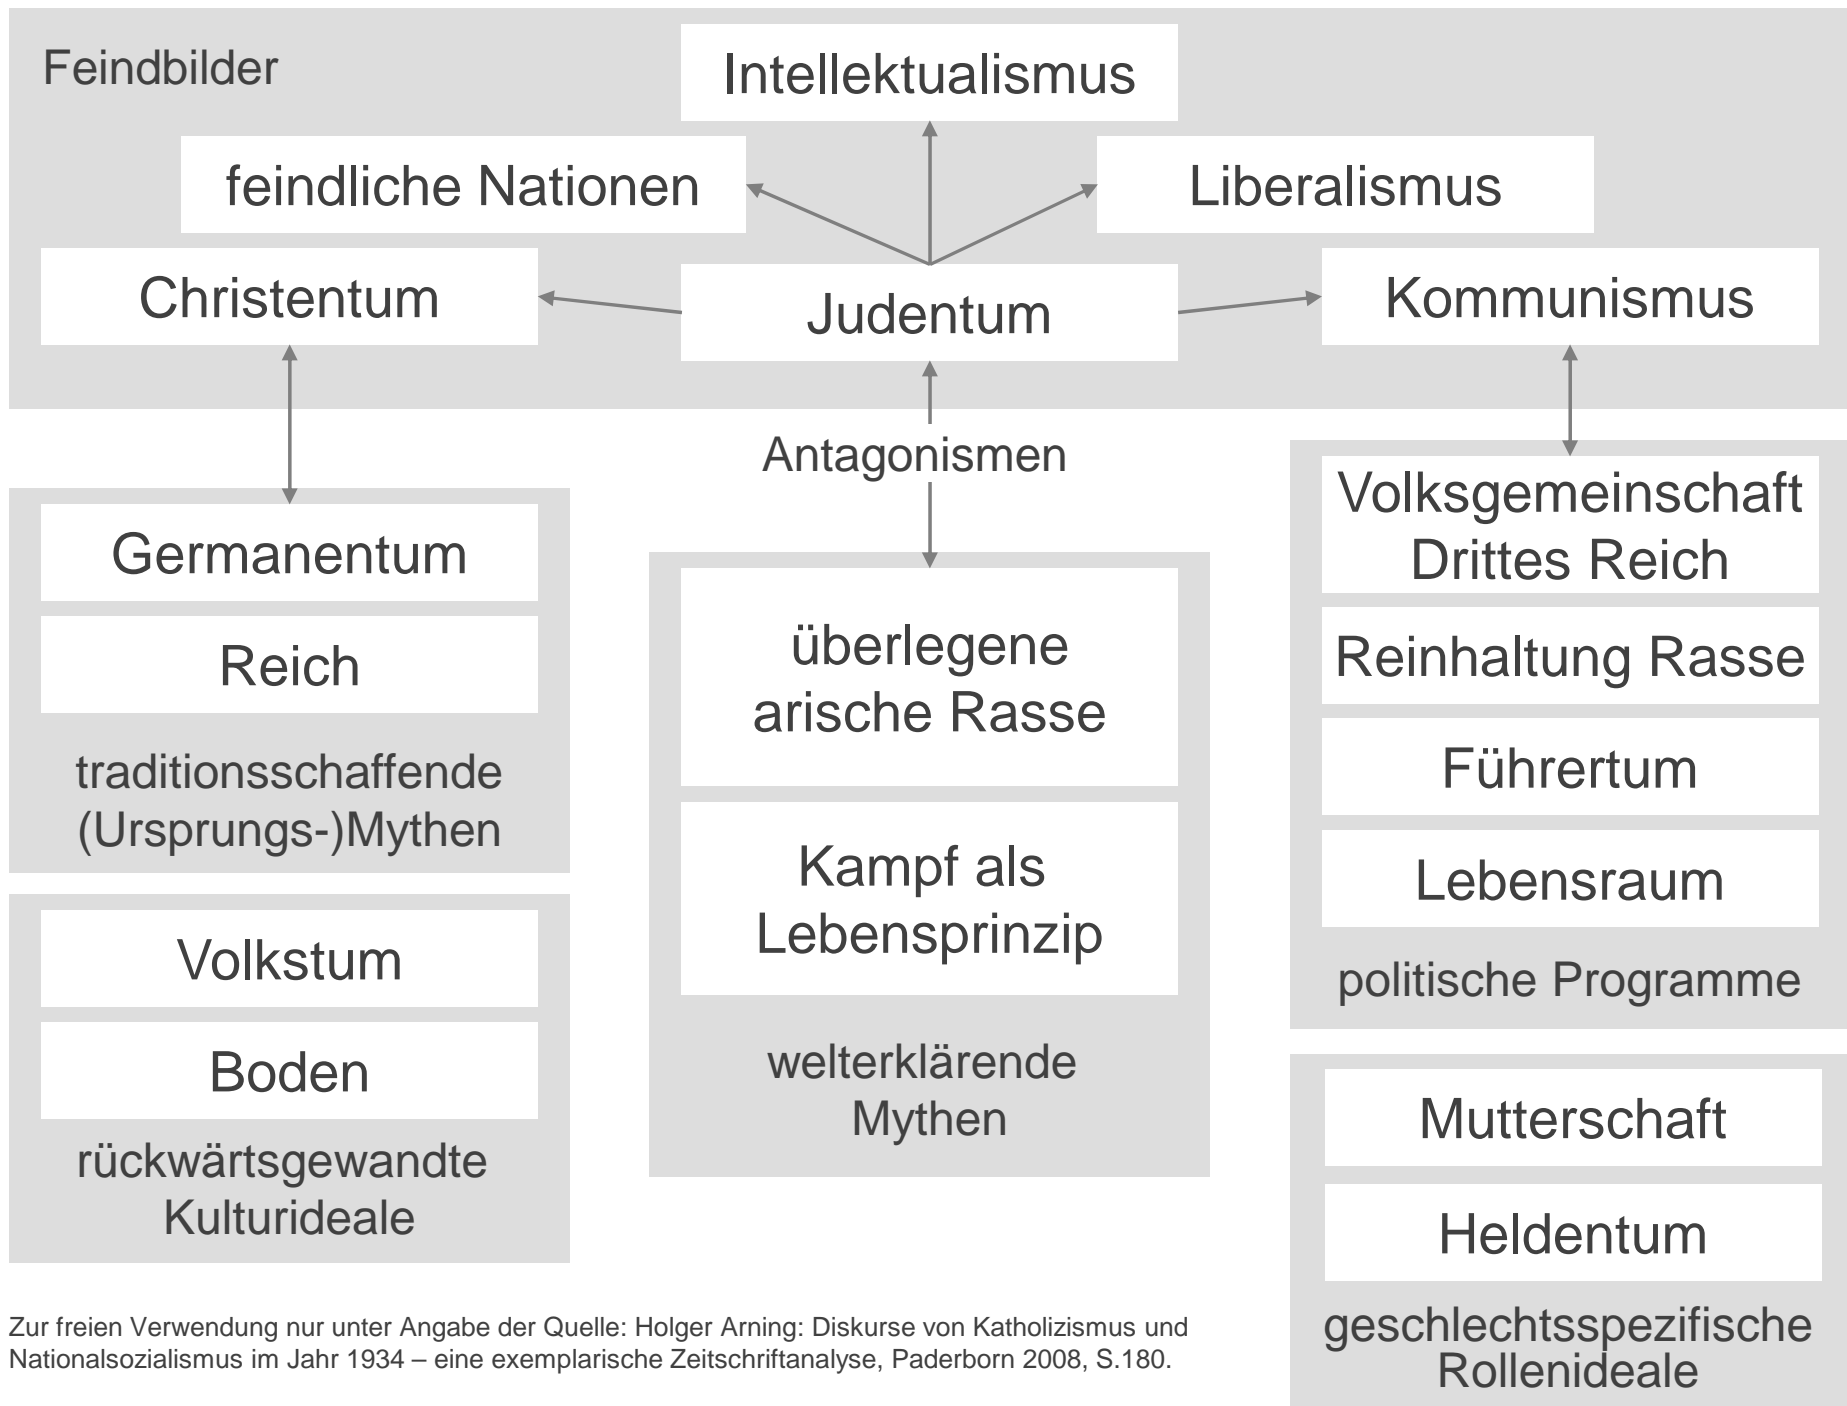 Feindbilder
Intellektualismus
feindliche Nationen
Liberalismus
Christentum
Judentum
Kommunismus
Antagonismen
Germanentum
Reich
traditionsschaffende
(Ursprungs-)Mythen
Volkstum
Boden
rückwärtsgewandte
Kulturideale
überlegene
arische Rasse
Kampf als
Lebensprinzip
welterklärende
Mythen
Volksgemeinschaft
Drittes Reich
Reinhaltung Rasse
Führertum
Lebensraum
politische Programme
Mutterschaft
Heldentum
geschlechtsspezifische
Rollenideale
Zur freien Verwendung nur unter Angabe der Quelle: Holger Arning: Diskurse von Katholizismus und
Nationalsozialismus im Jahr 1934 – eine exemplarische Zeitschriftanalyse, Paderborn 2008, S.180.